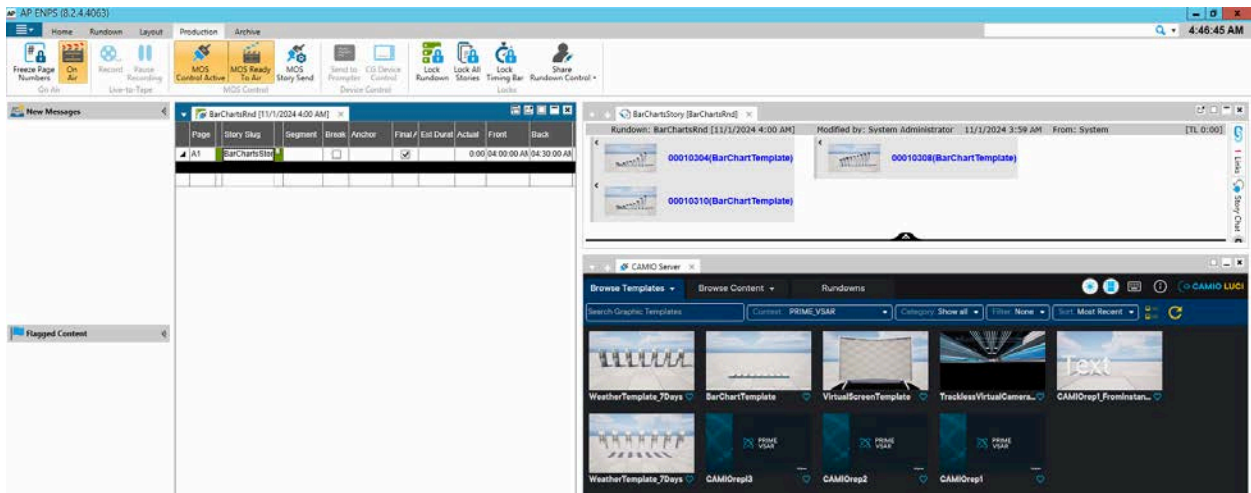 AP ENPS (8.2.4.4063)
Home Rundown Layout Production Archive
4:46:45 AM
Freeze Page Numbers
On Air
Record
Pause Recording
MOS Control Active
MOS Ready To Air
MOS Story Send
Send to Prompter
CG Device Control
Lock Rundown
Lock All Stories
Lock Timing Bar
Share Rundown Control
On Air Live-to-Tape MOS Control Device Control Locks
New Messages
Flagged Content
BarChartsRnd [11/1/2024 4:00 AM]
Page Story Slug Segment Break Anchor Final A Est Durat Actual Front Back
A1 BarChartsStor 0:00 04:00:00 AM 04:30:00 AM
BarChartsStory [BarChartsRnd]
Rundown: BarChartsRnd [11/1/2024 4:00 AM] Modified by: System Administrator 11/1/2024 3:59 AM From: System [TL 0:00]
00010304(BarChartTemplate) 00010308(BarChartTemplate)
00010310(BarChartTemplate)
Links
Story Chat
CAMIO Server
Browse Templates Browse Content Rundowns CAMIO LUCI
Search Graphic Templates Context: PRIME_VSAR Category: Show all Filter: None Sort: Most Recent
Text
WeatherTemplate_7Days BarChartTemplate VirtualScreenTemplate TracklessVirtualCamera... CAMIOrep1_FromInstan...
PRIME VSAR PRIME VSAR PRIME VSAR
WeatherTemplate_7Days CAMIOrepl3 CAMIOrep2 CAMIOrep1